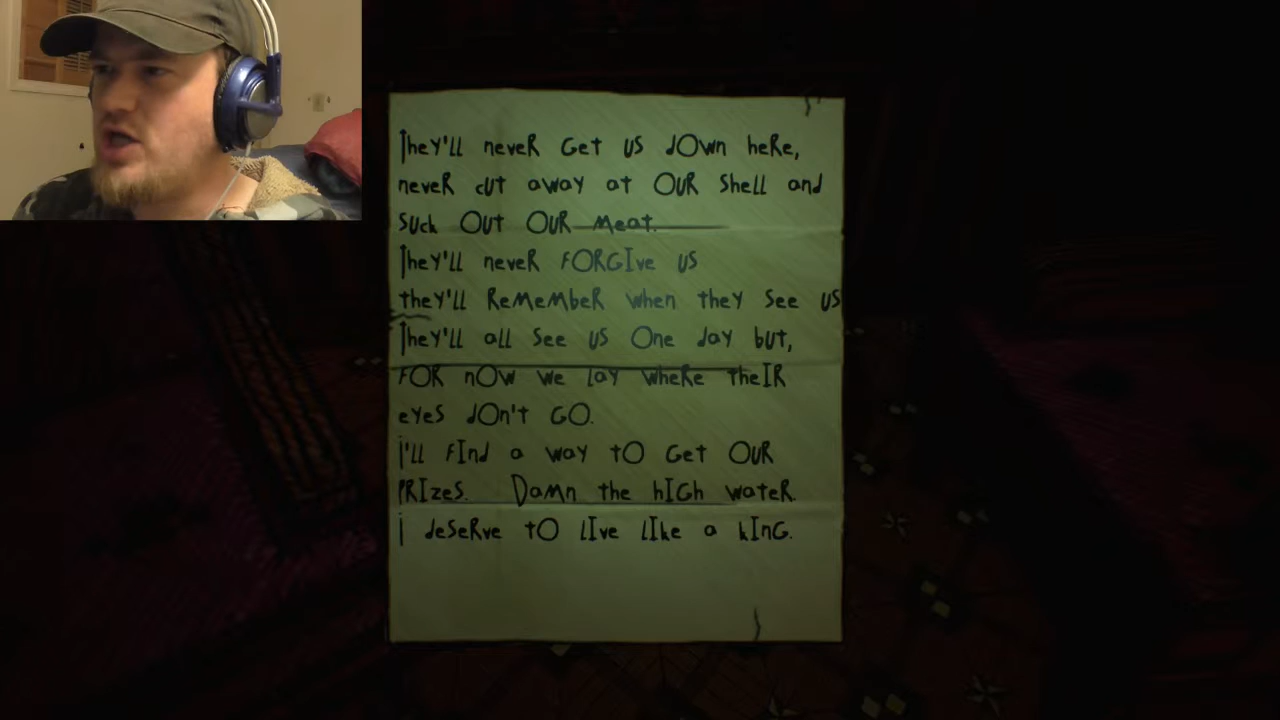 They'll never Get us down here,
never cut away at OUR shell and
suck Out OUR meat.
They'll never FORGIve us
they'll RemembeR when they see us
They'll all see us One day but,
FOR nOw we lay wheRe theIR
eyes dOn't GO.
i'll FInd a way tO Get OUR
PRIzes. Damn the hIGh wateR.
i deseRve tO lIve lIke a kInG.